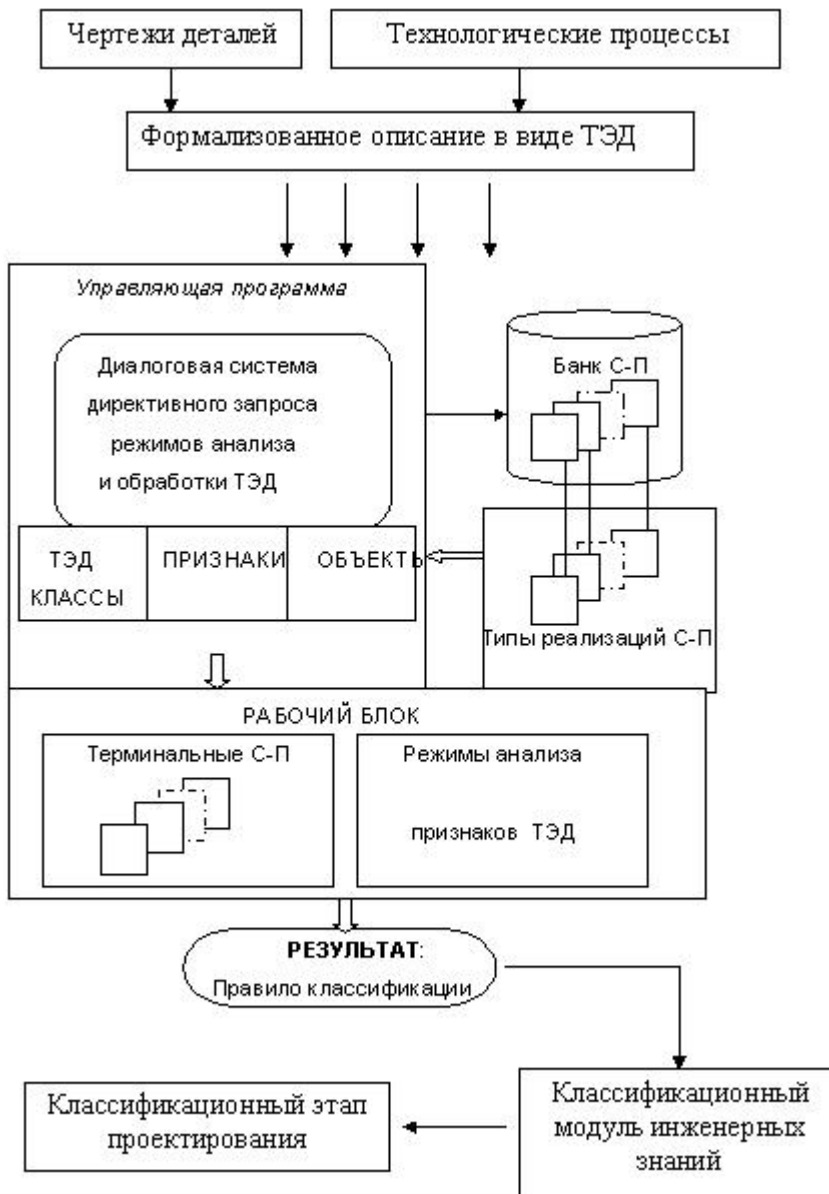 Чертежи деталей
Технологические процессы
Формализованное описание в виде ТЭД
Управляющая программа
Диалоговая система
директивного запроса
режимов анализа
и обработки ТЭД
Банк С-П
ТЭД
КЛАССЫ
ПРИЗНАКИ
ОБЪЕКТЬ
Типы реализаций С-П
РАБОЧИЙ БЛОК
Терминальные С-П
Режимы анализа
признаков ТЭД
РЕЗУЛЬТАТ:
Правило классификации
Классификационный этап
проектирования
Классификационный
модуль инженерных
знаний